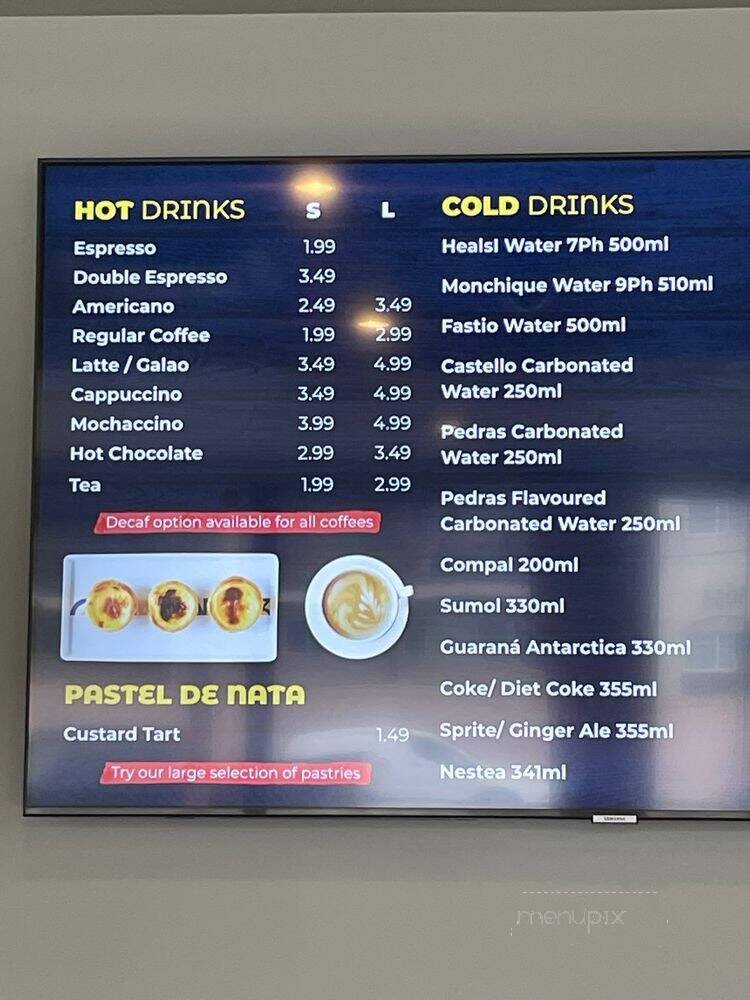 HOT DRINKS S L
Espresso 1.99
Double Espresso 3.49
Americano 2.49 3.49
Regular Coffee 1.99 2.99
Latte / Galao 3.49 4.99
Cappuccino 3.49 4.99
Mochaccino 3.99 4.99
Hot Chocolate 2.99 3.49
Tea 1.99 2.99
Decaf option available for all coffees
PASTEL DE NATA
Custard Tart 1.49
Try our large selection of pastries
COLD DRINKS
Healsl Water 7Ph 500ml
Monchique Water 9Ph 510ml
Fastio Water 500ml
Castello Carbonated
Water 250ml
Pedras Carbonated
Water 250ml
Pedras Flavoured
Carbonated Water 250ml
Compal 200ml
Sumol 330ml
Guaraná Antarctica 330ml
Coke/ Diet Coke 355ml
Sprite/ Ginger Ale 355ml
Nestea 341ml
SAMSUNG
menupix